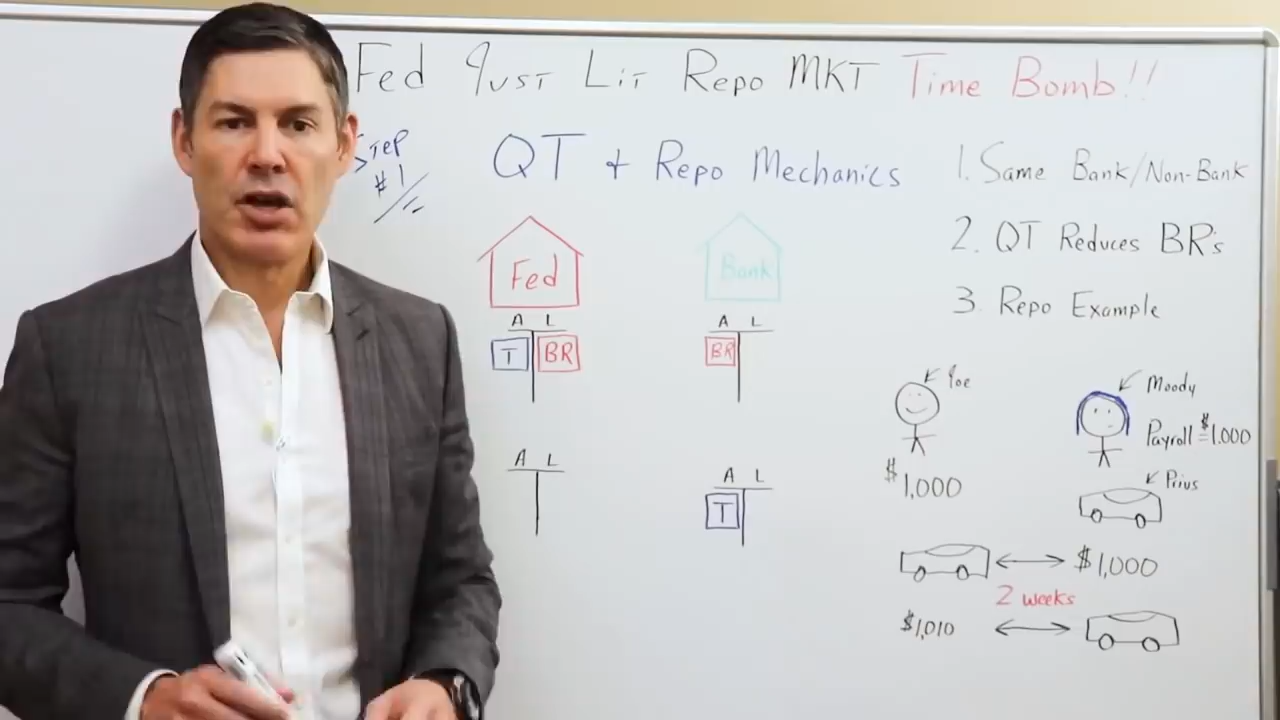 Fed Just Lit Repo MKT Time Bomb!!
Step
#1
QT + Repo Mechanics
1. Same Bank/Non-Bank
2. QT Reduces BR's
3. Repo Example
Fed
Bank
A L
A L
T BR
BR
A L
A L
T
Joe
$1,000
Moody
Payroll = $1.000
Prius
$1,000
2 weeks
$1,010